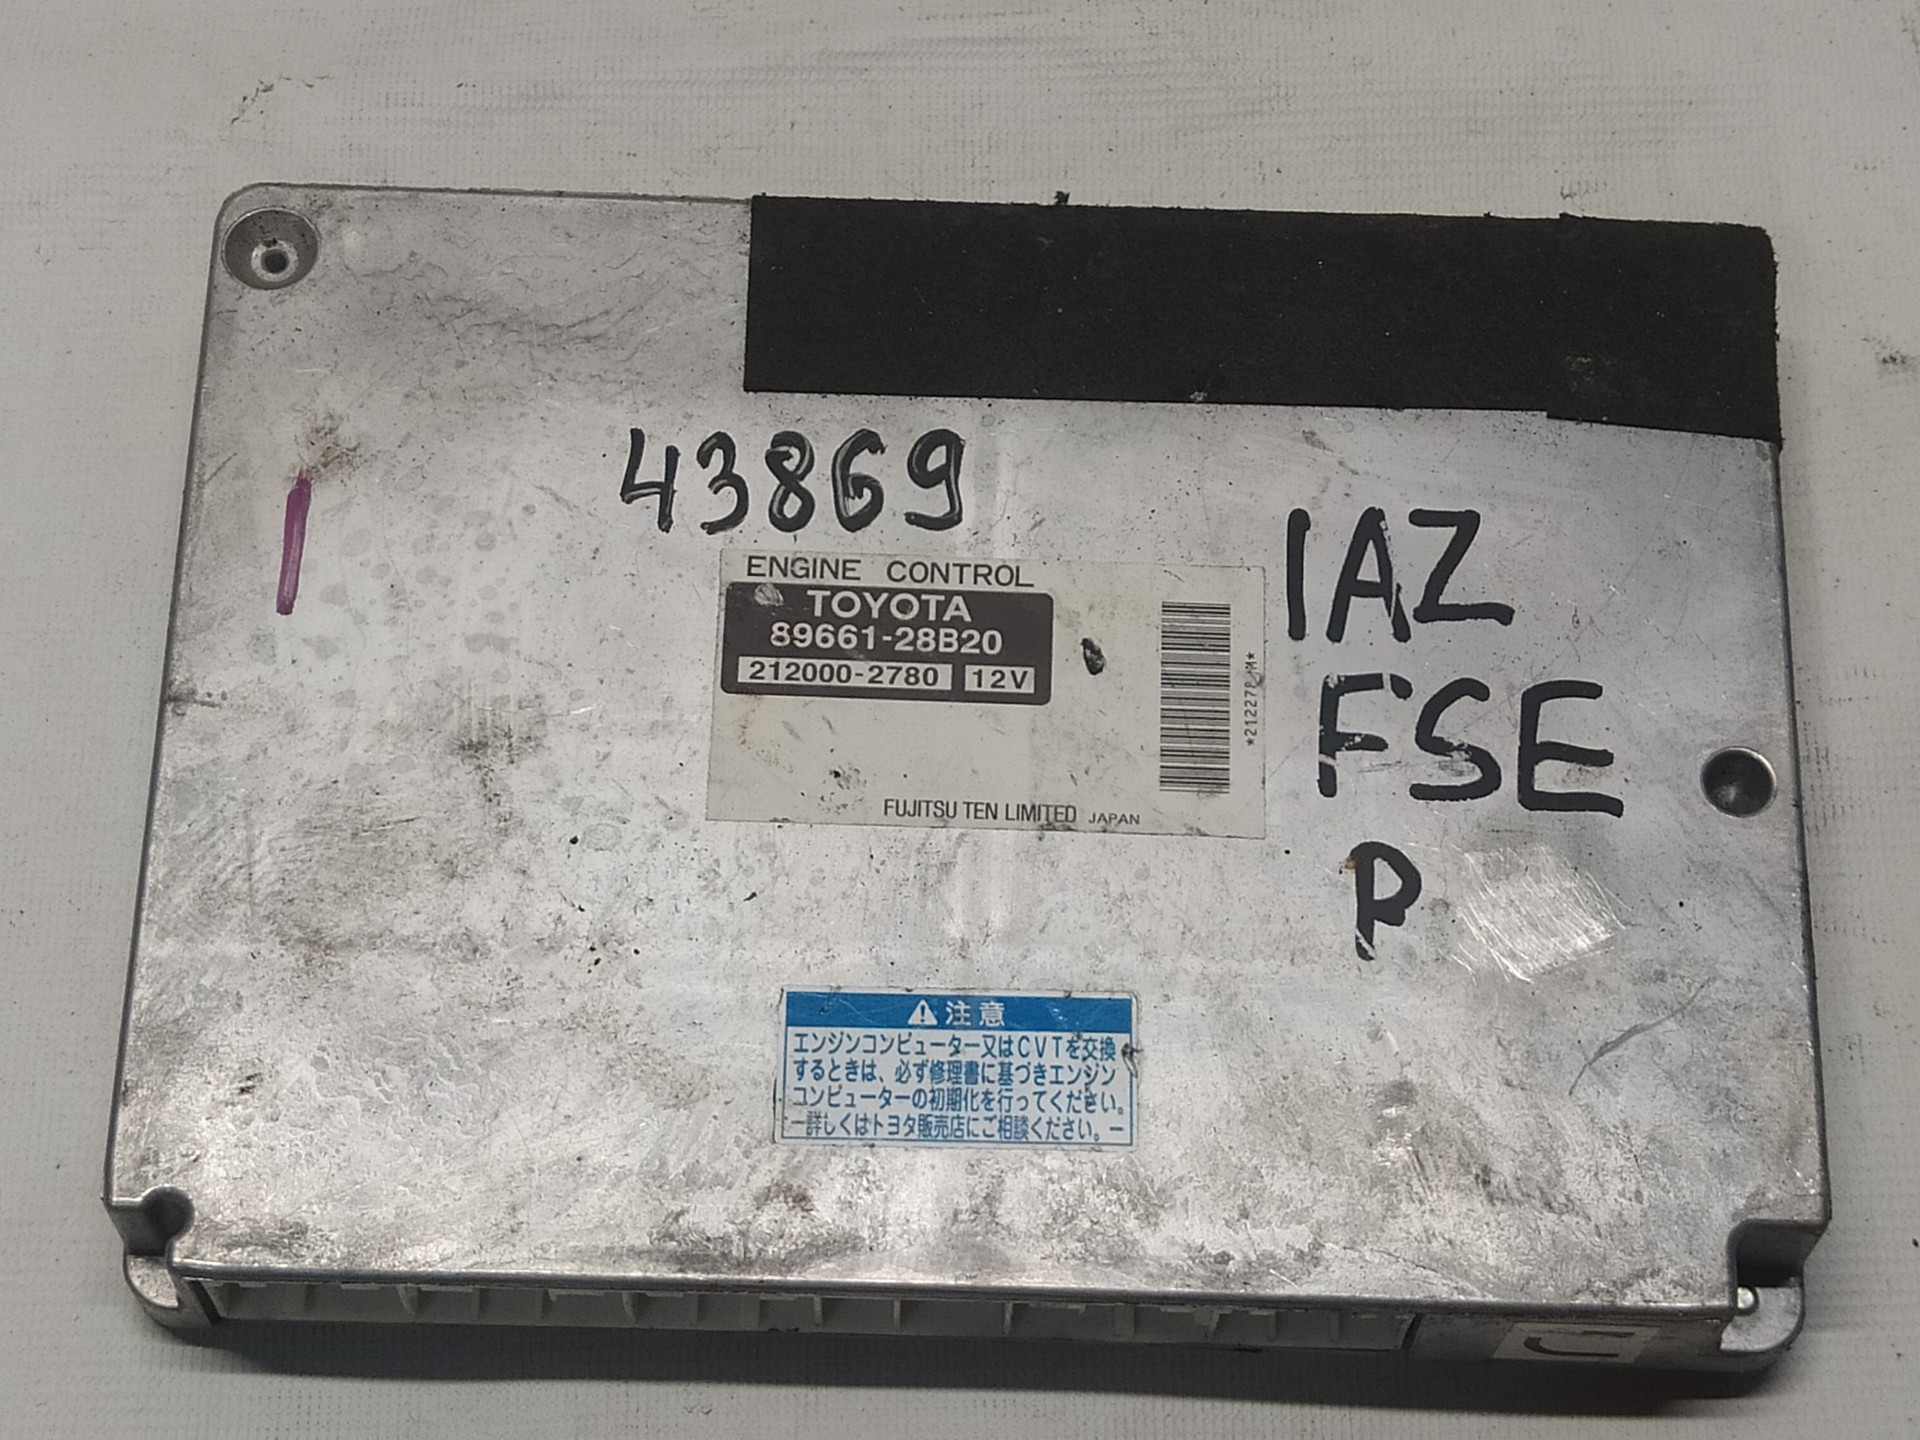 43869
ENGINE CONTROL
TOYOTA
89661-28B20
212000-2780 12V
FUJITSU TEN LIMITED JAPAN
1AZ
FSE
P
⚠注意
エンジンコンピューター又はCVTを交換
するときは、必ず修理書に基づきエンジン
コンピューターの初期化を行ってください。
ー詳しくはトヨタ販売店にご相談ください。ー